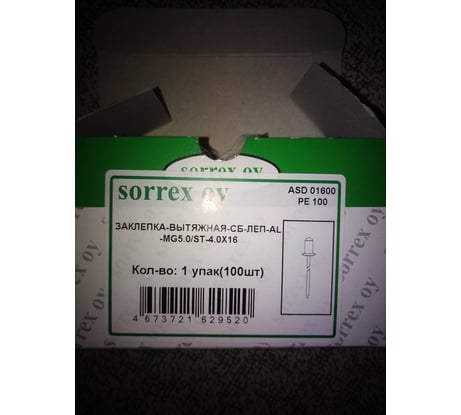 sorrex oy
sorrex oy
ASD 01600
PE 100
ЗАКЛЕПКА-ВЫТЯЖНАЯ-СБ-ЛЕП-AL
-MG5.0/ST-4.0X16
Кол-во: 1 упак(100шт)
4 673721 629520
sorrex oy
sorrex oy